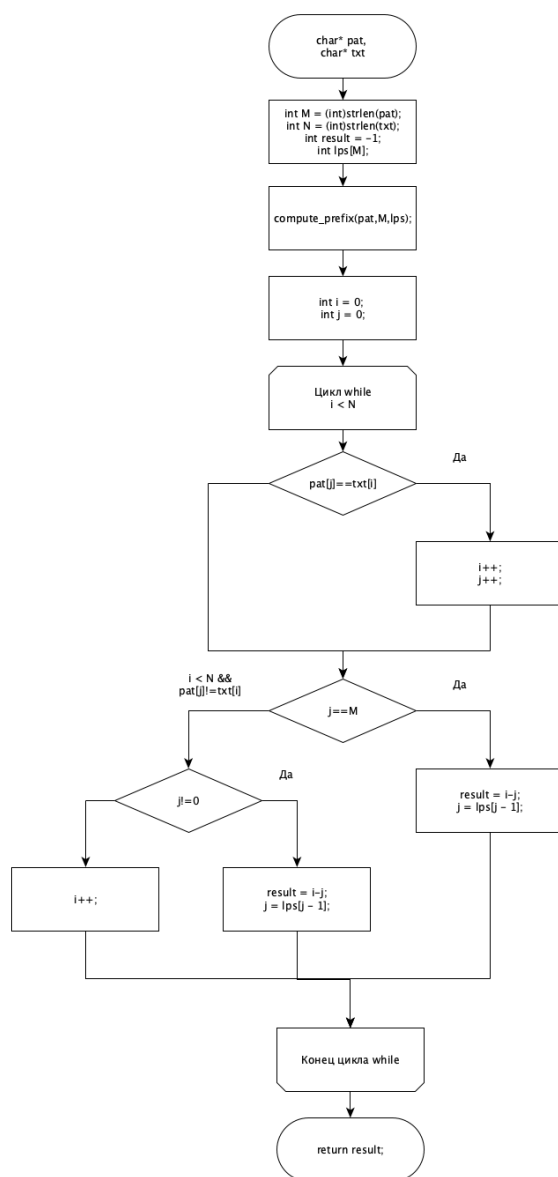 char* pat,
char* txt
int M = (int)strlen(pat);
int N = (int)strlen(txt);
int result = -1;
int lps[M];
compute_prefix(pat,M,lps);
int i = 0;
int j = 0;
Цикл while
i < N
pat[j]==txt[i]
Да
i++;
j++;
i < N &&
pat[j]!=txt[i]
j==M
Да
j!=0
Да
result = i-j;
j = lps[j - 1];
i++;
result = i-j;
j = lps[j - 1];
Конец цикла while
return result;